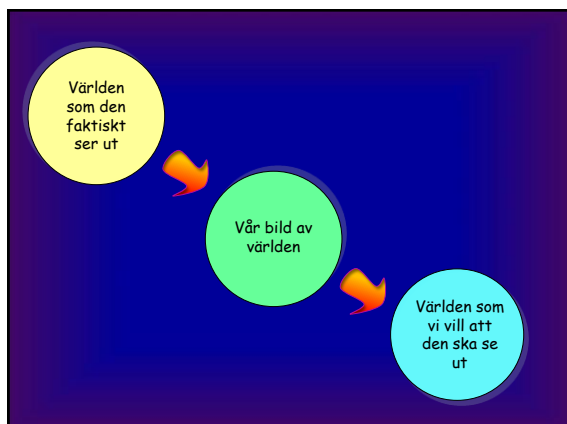 Världen
som den
faktiskt
ser ut
Vår bild av
världen
Världen som
vi vill att
den ska se
ut